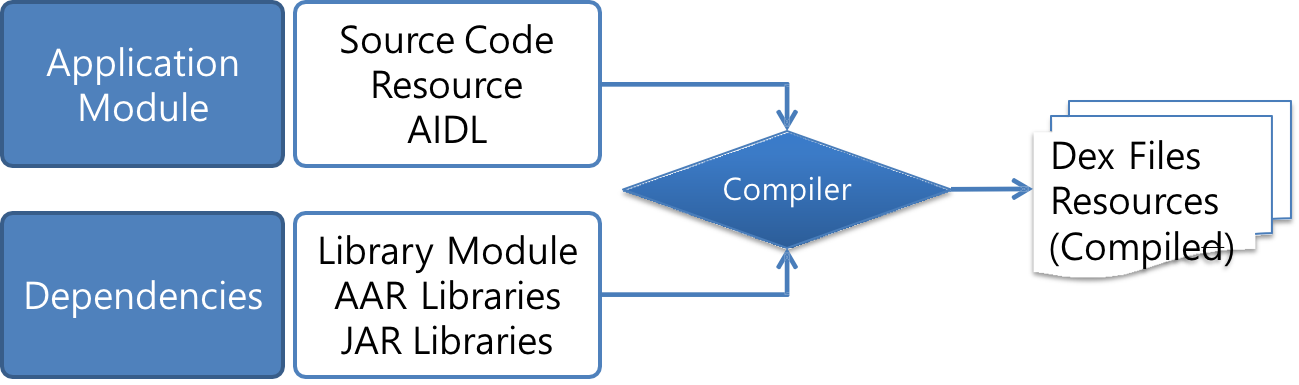 Application
Module
Source Code
Resource
AIDL
Dependencies
Library Module
AAR Libraries
JAR Libraries
Compiler
Dex Files
Resources
(Compiled)